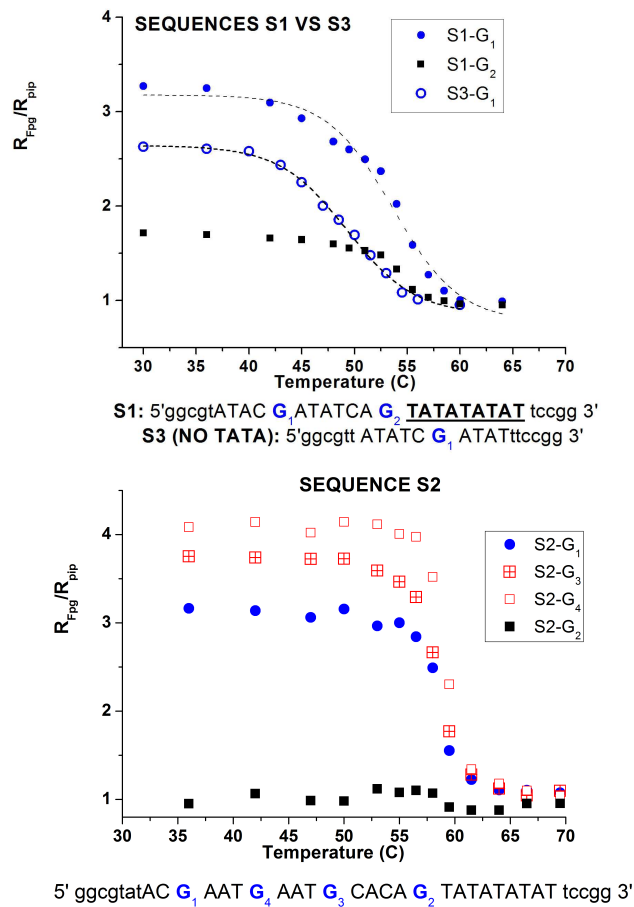 SEQUENCES S1 VS S3
S1-G1
S1-G2
S3-G1
RFpg/Rpip
4
3
2
1
30 35 40 45 50 55 60 65 70
Temperature (C)
S1: 5'ggcgtATAC G1ATATCA G2 TATATATAT tccgg 3'
S3 (NO TATA): 5'ggcgtt ATATC G1 ATATttccgg 3'
SEQUENCE S2
S2-G1
S2-G3
S2-G4
S2-G2
RFpg/Rpip
4
3
2
1
30 35 40 45 50 55 60 65 70
Temperature (C)
5' ggcgtatAC G1 AAT G4 AAT G3 CACA G2 TATATATAT tccgg 3'